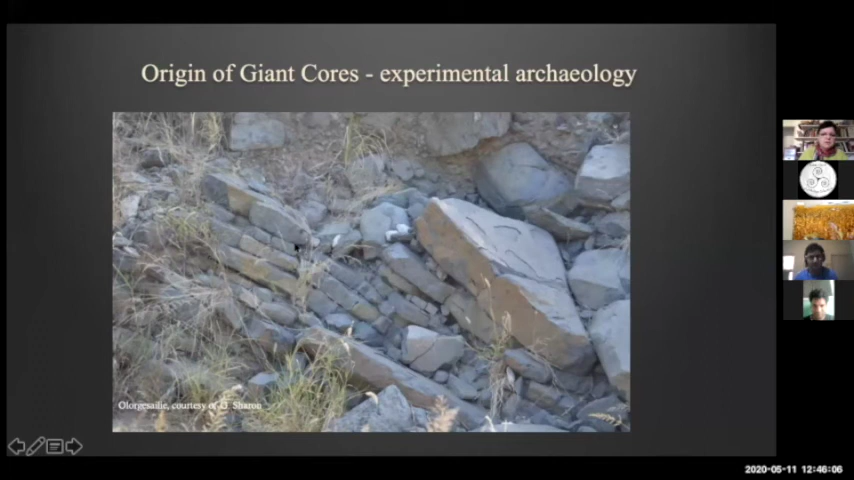 Origin of Giant Cores - experimental archaeology
Olorgesailie, courtesy of G. Sharon
2020-05-11 12:46:06